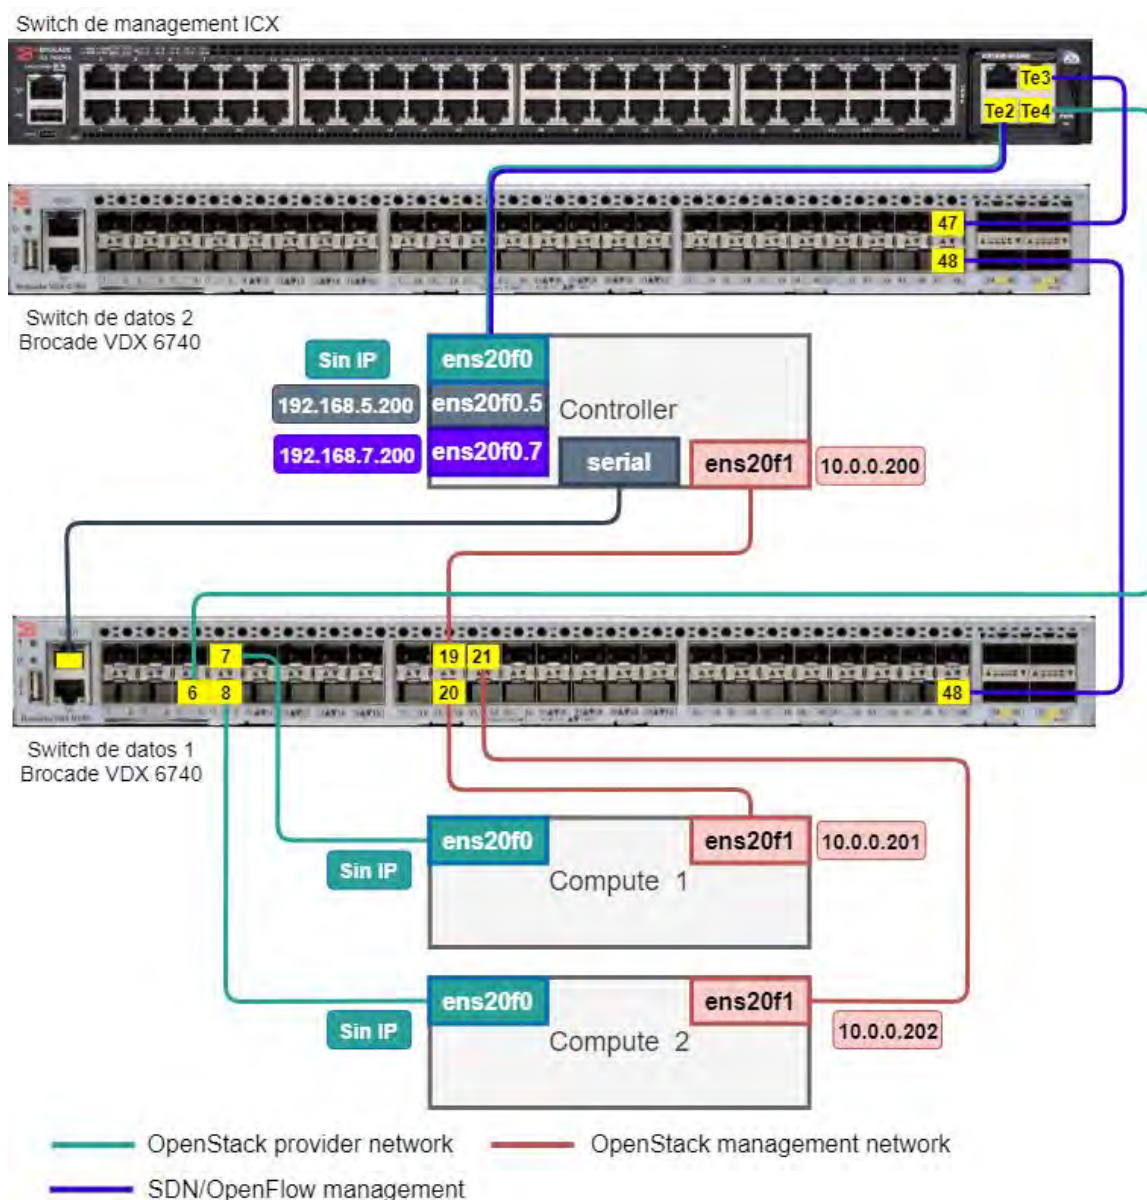 Switch de management ICX
BROCADE
Te3
Te2 Te4
47
48
Brocade VDX 6740
Switch de datos 2
Brocade VDX 6740
Sin IP
ens20f0
192.168.5.200
ens20f0.5
Controller
192.168.7.200
ens20f0.7
serial
ens20f1
10.0.0.200
7
19 21
6 8
20
48
Switch de datos 1
Brocade VDX 6740
ens20f0
ens20f1
10.0.0.201
Sin IP
Compute 1
ens20f0
ens20f1
Sin IP
Compute 2
10.0.0.202
OpenStack provider network
OpenStack management network
SDN/OpenFlow management